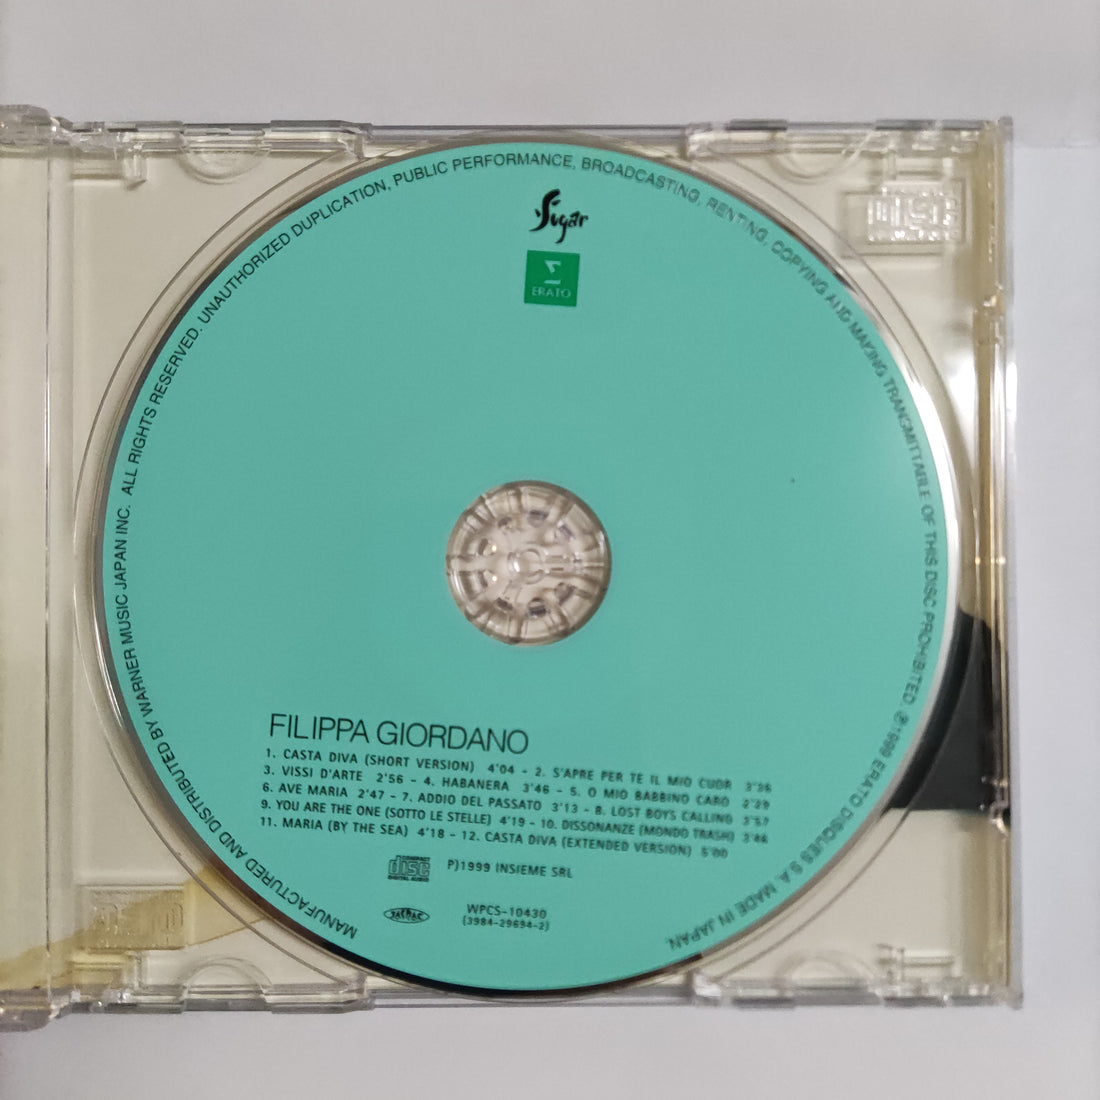 MANUFACTURED AND DISTRIBUTED BY WARNER MUSIC JAPAN INC. ALL RIGHTS RESERVED. UNAUTHORIZED DUPLICATION, PUBLIC PERFORMANCE, BROADCASTING, RENTING, COPYING AND MAKING TRANSMITTABLE OF THIS DISC PROHIBITED. ℗1999 ERATO DISQUES S.A. MADE IN JAPAN.
Sugar
ERATO
FILIPPA GIORDANO
1. CASTA DIVA (SHORT VERSION) 4'04 - 2. S'APRE PER TE IL MIO CUOR
3. VISSI D'ARTE 2'56 - 4. HABANERA 3'46 - 5. O MIO BABBINO CARO
6. AVE MARIA 2'47 - 7. ADDIO DEL PASSATO 3'13 - 8. LOST BOYS CALLING 3'57
9. YOU ARE THE ONE (SOTTO LE STELLE) 4'19 - 10. DISSONANZE (MONDO TRASH)
11. MARIA (BY THE SEA) 4'18 - 12. CASTA DIVA (EXTENDED VERSION) 5'00
COMPACT
disc
DIGITAL AUDIO
P)1999 INSIEME SRL
JASRAC
WPCS-10430
(3984-29694-2)